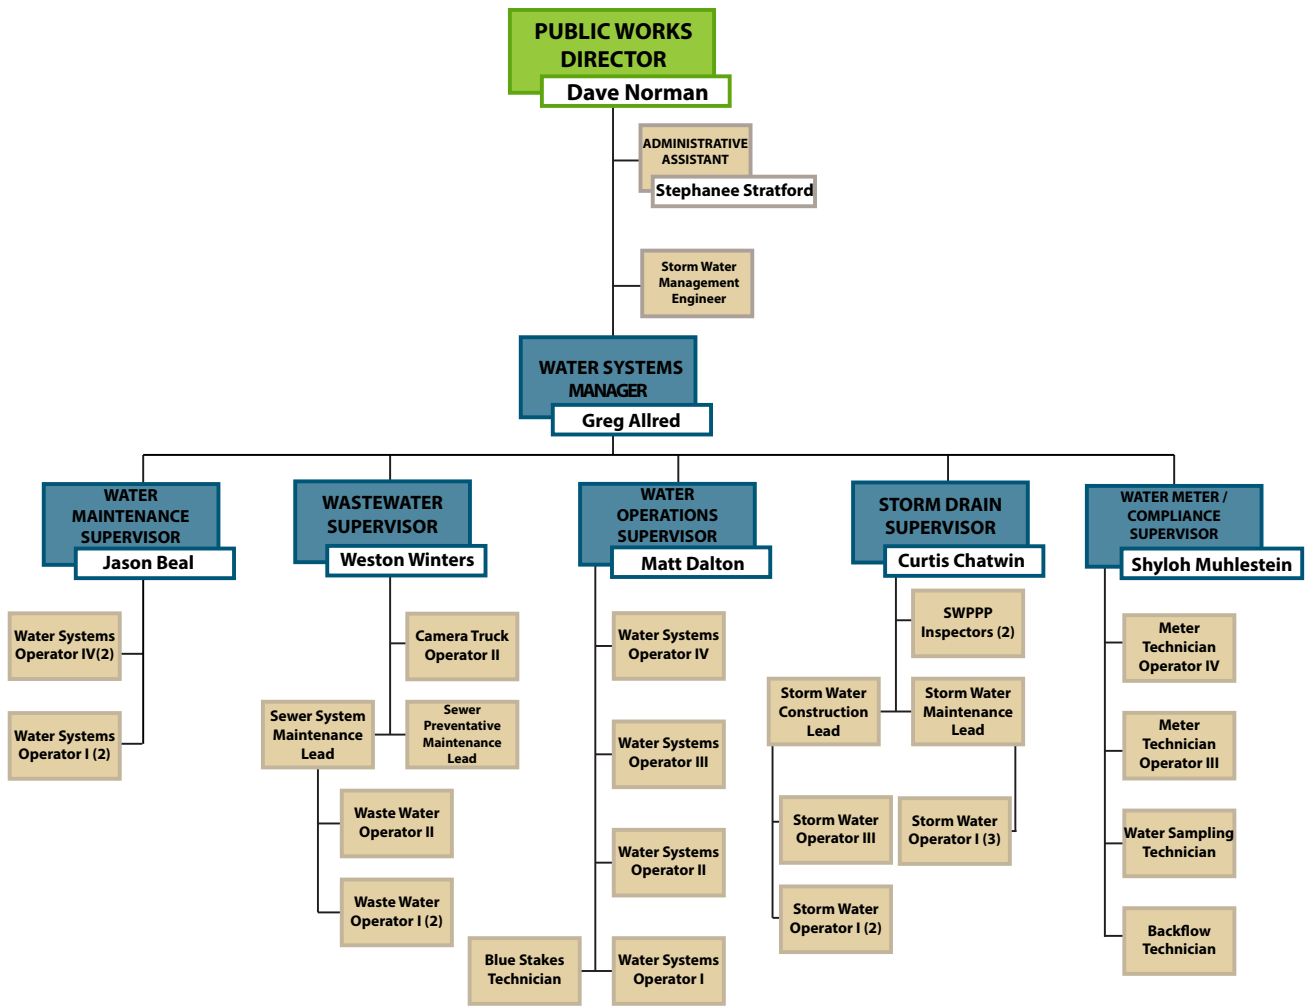 PUBLIC WORKS
DIRECTOR
Dave Norman
ADMINISTRATIVE
ASSISTANT
Stephanee Stratford
Storm Water
Management
Engineer
WATER SYSTEMS
MANAGER
Greg Allred
WATER
MAINTENANCE
SUPERVISOR
Jason Beal
Water Systems
Operator IV(2)
Water Systems
Operator I (2)
WASTEWATER
SUPERVISOR
Weston Winters
Camera Truck
Operator II
Sewer System
Maintenance
Lead
Sewer
Preventative
Maintenance
Lead
Waste Water
Operator II
Waste Water
Operator I (2)
WATER
OPERATIONS
SUPERVISOR
Matt Dalton
Water Systems
Operator IV
Water Systems
Operator III
Water Systems
Operator II
Blue Stakes
Technician
Water Systems
Operator I
STORM DRAIN
SUPERVISOR
Curtis Chatwin
SWPPP
Inspectors (2)
Storm Water
Construction
Lead
Storm Water
Maintenance
Lead
Storm Water
Operator III
Storm Water
Operator I (3)
Storm Water
Operator I (2)
WATER METER /
COMPLIANCE
SUPERVISOR
Shyloh Muhlestein
Meter
Technician
Operator IV
Meter
Technician
Operator III
Water Sampling
Technician
Backflow
Technician